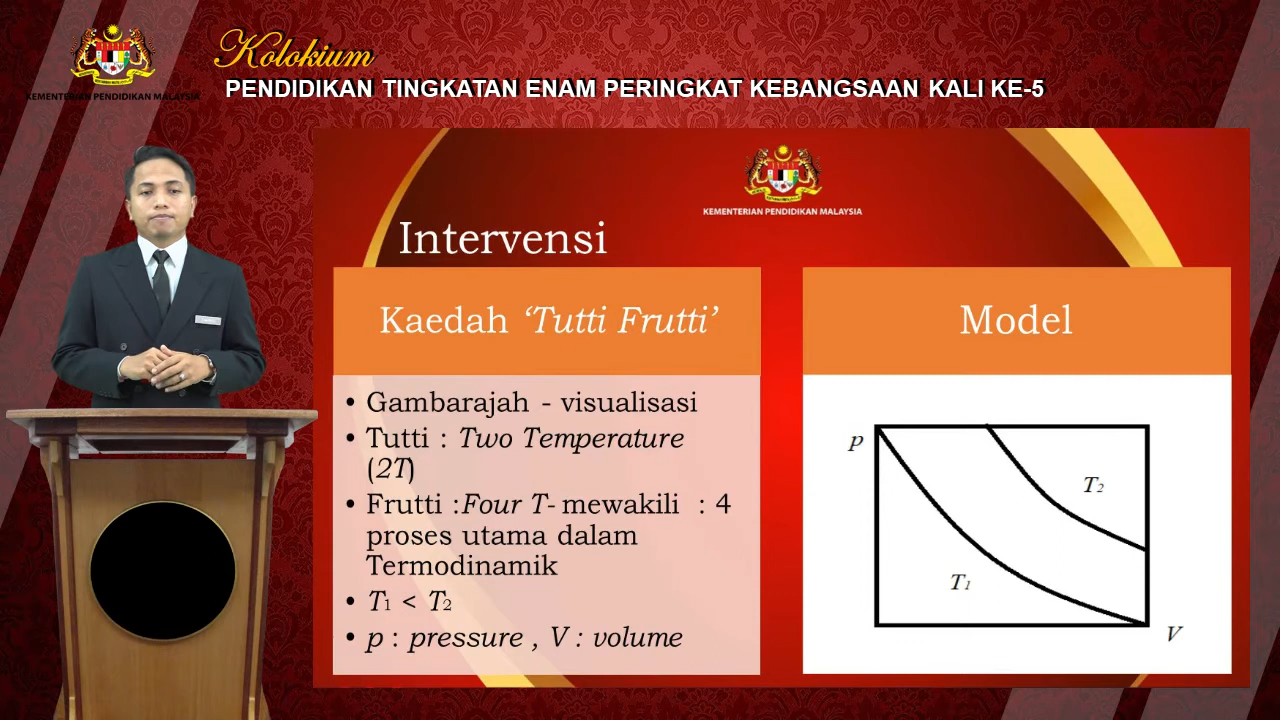 Kolokium
PENDIDIKAN TINGKATAN ENAM PERINGKAT KEBANGSAAN KALI KE-5
KEMENTERIAN PENDIDIKAN MALAYSIA
KEMENTERIAN PENDIDIKAN MALAYSIA
Intervensi
Kaedah ‘Tutti Frutti’
• Gambarajah - visualisasi
• Tutti : Two Temperature
(2T)
• Frutti :Four T- mewakili : 4
proses utama dalam
Termodinamik
• T1 < T2
• p : pressure , V : volume
Model
p
T2
T1
V